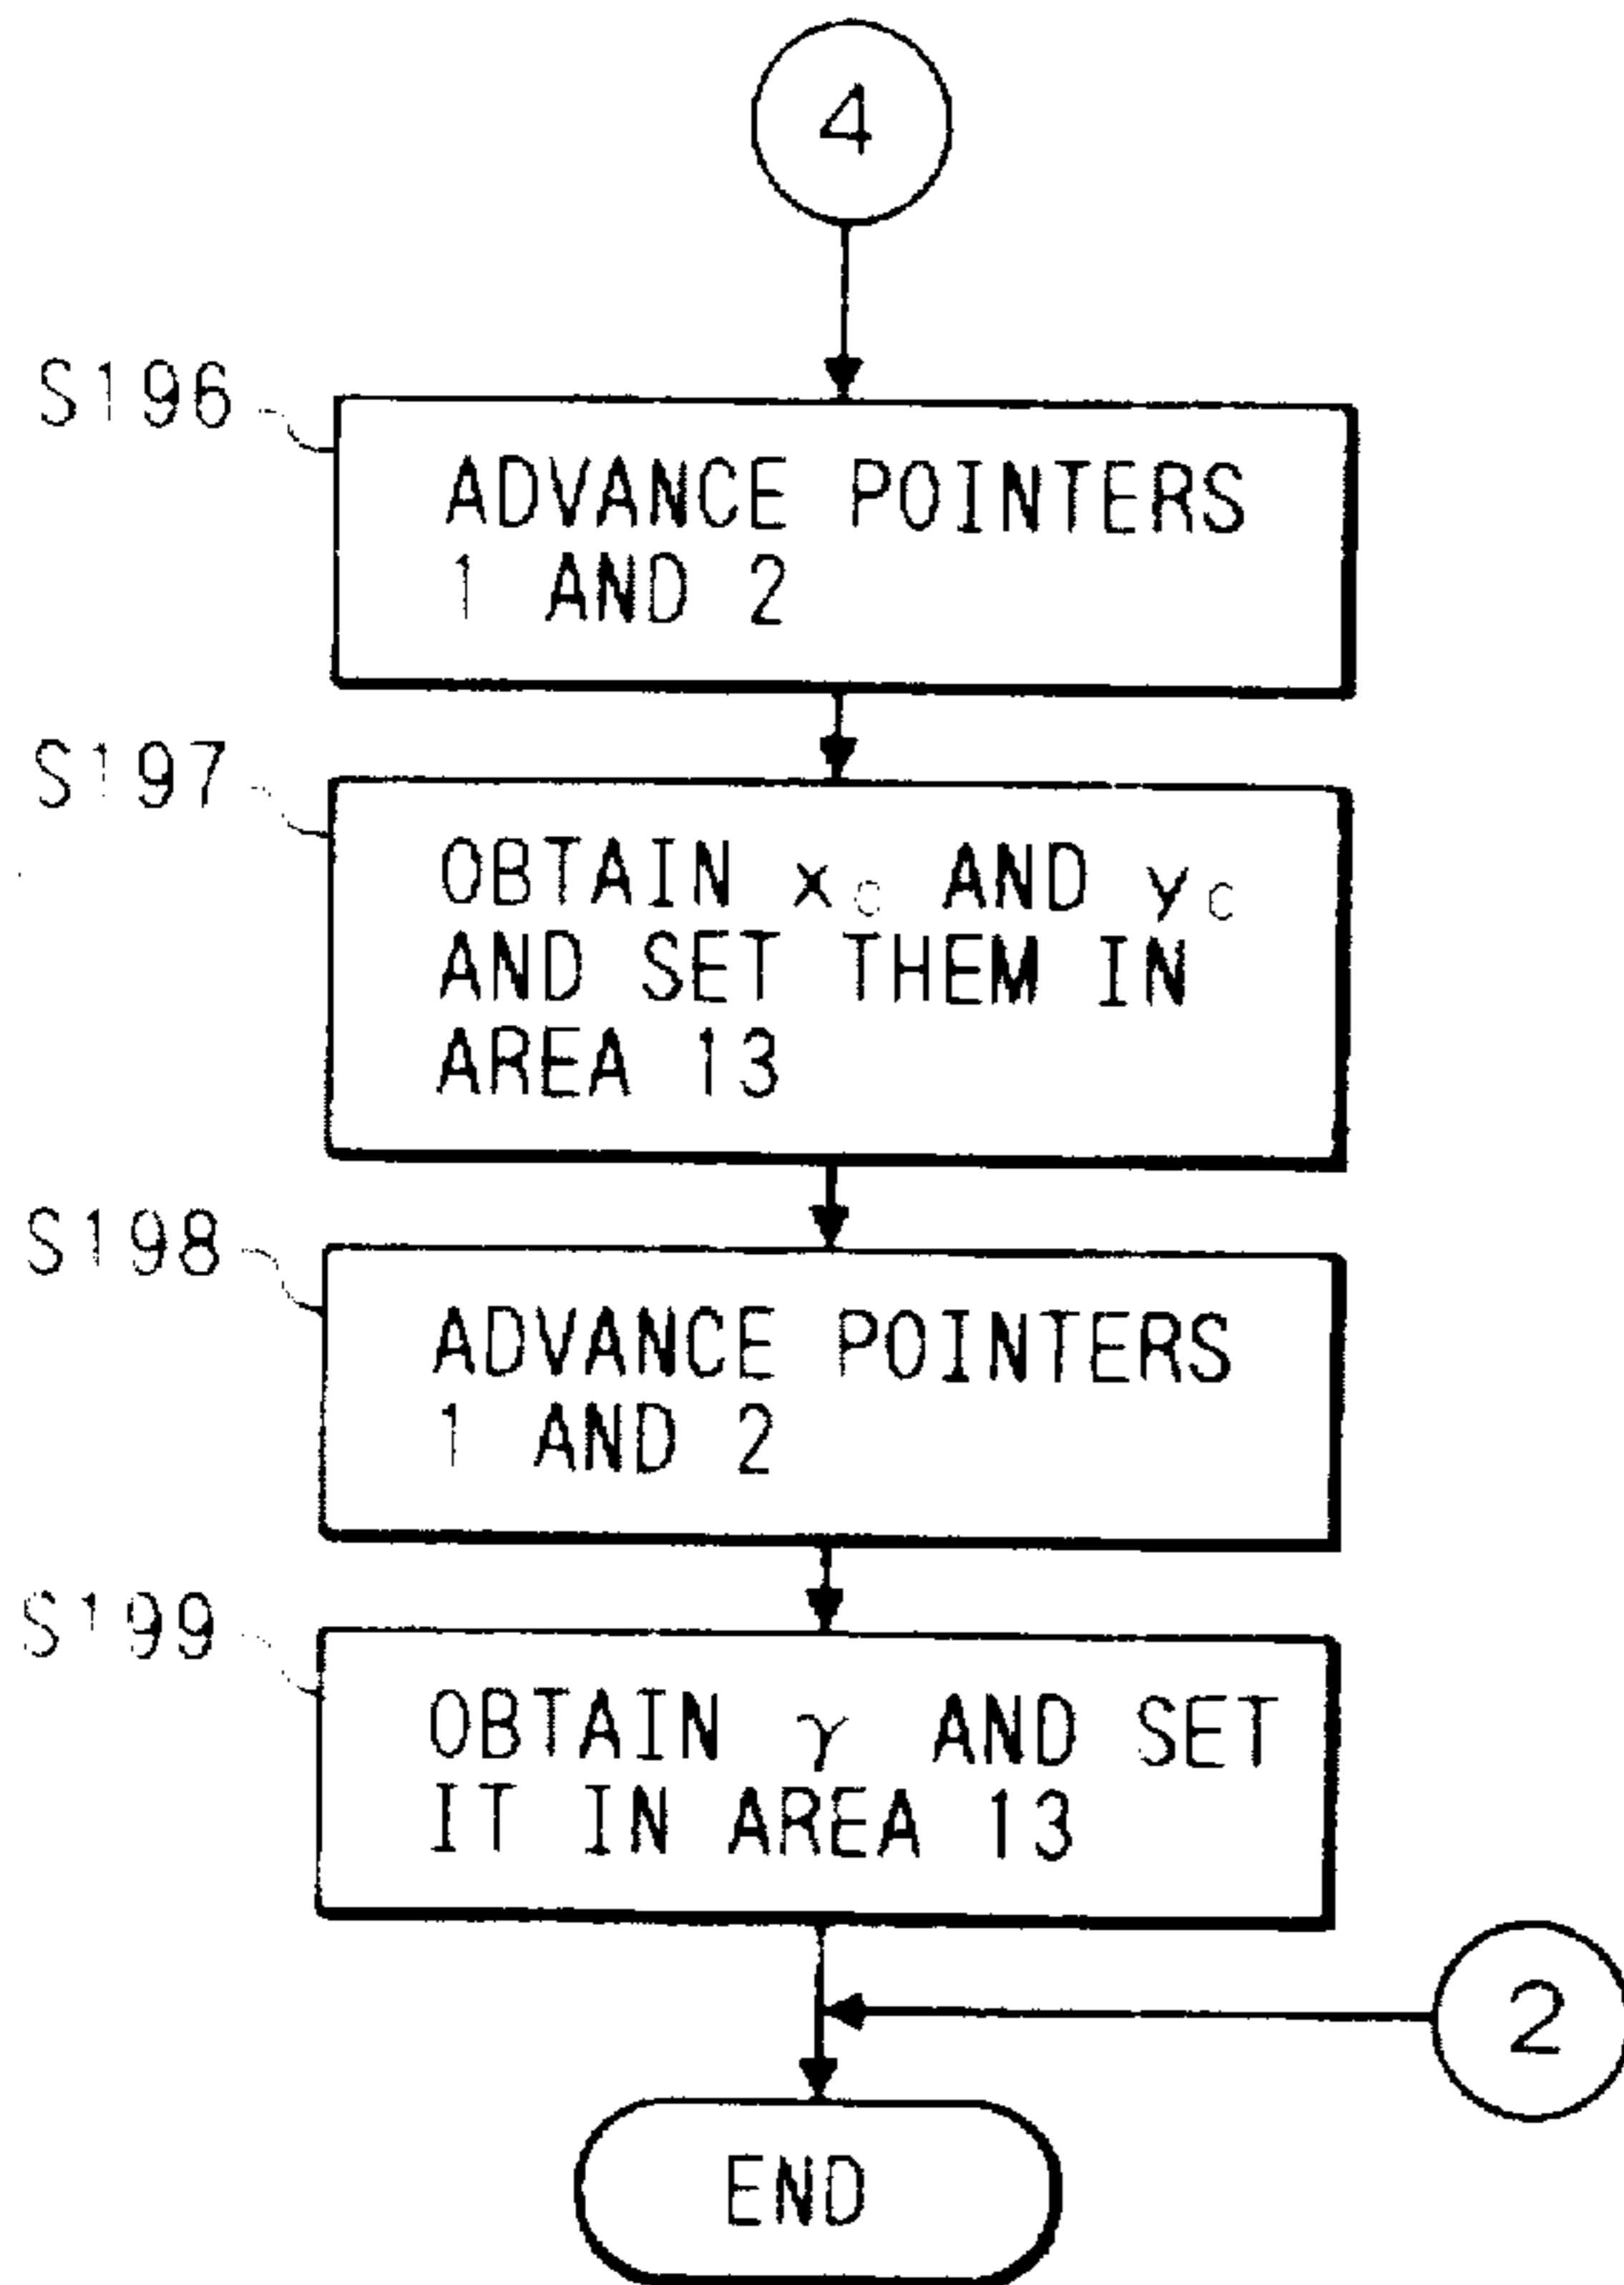 4
S196
ADVANCE POINTERS
1 AND 2
S197
OBTAIN xc AND yc
AND SET THEM IN
AREA 13
S198
ADVANCE POINTERS
1 AND 2
S199
OBTAIN γ AND SET
IT IN AREA 13
2
END